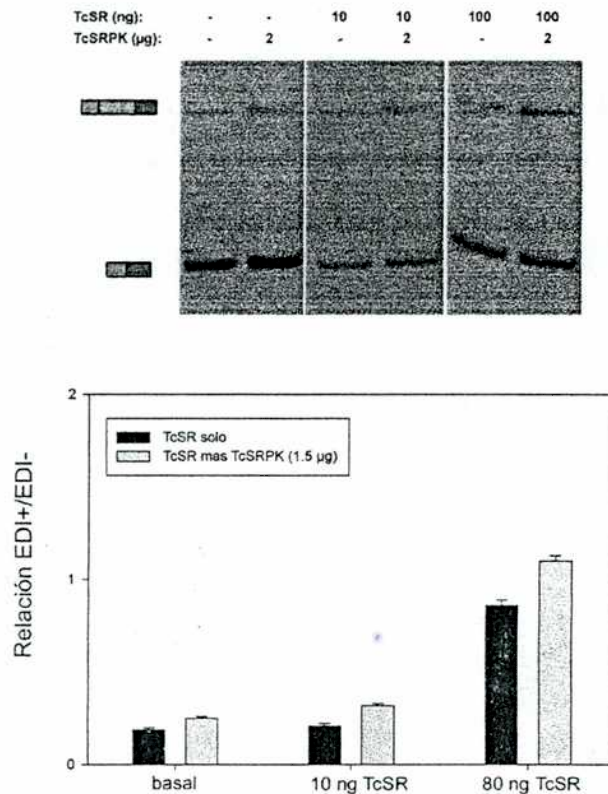 TcSR (ng): - - 10 10 100 100
TcSRPK (µg): - 2 - 2 - 2
2
TcSR solo
TcSR mas TcSRPK (1.5 µg)
1
Relación EDI+/EDI-
0
basal 10 ng TcSR 80 ng TcSR